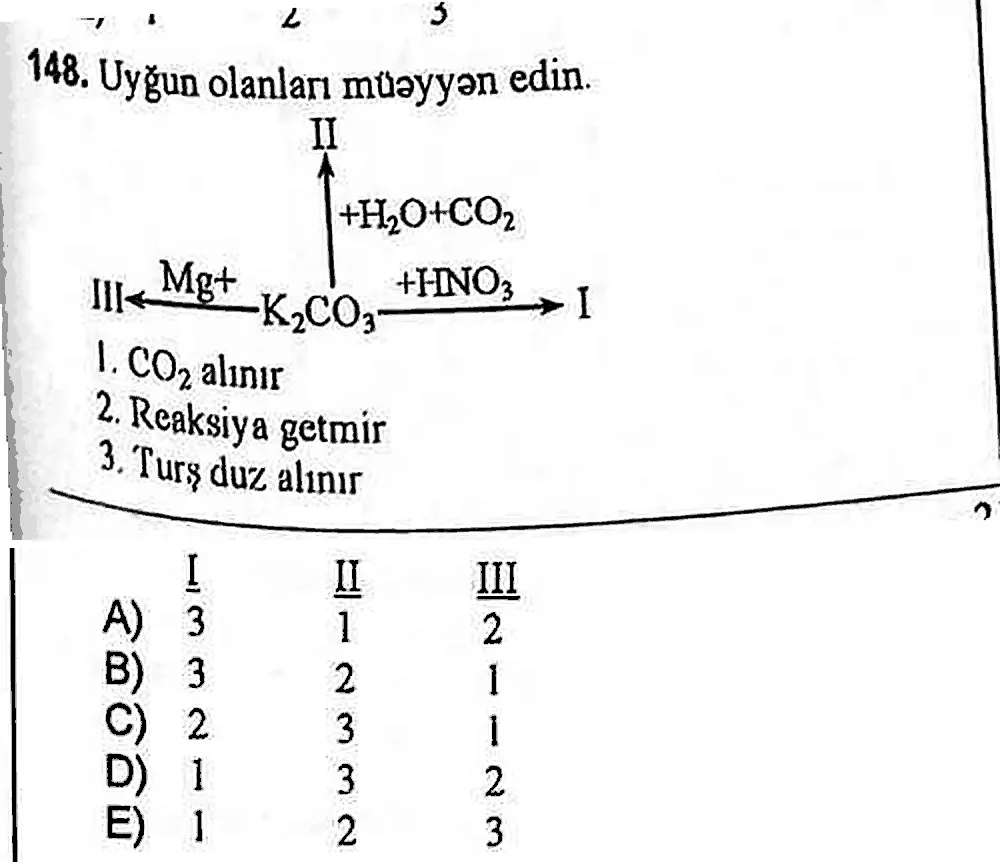 2 3
148. Uyğun olanları müəyyən edin.
II
+H₂O+CO₂
III Mg+ K₂CO₃ +HNO₃ I
1. CO₂ alınır
2. Reaksiya getmir
3. Turş duz alınır
I II III
A) 3 1 2
B) 3 2 1
C) 2 3 1
D) 1 3 2
E) 1 2 3